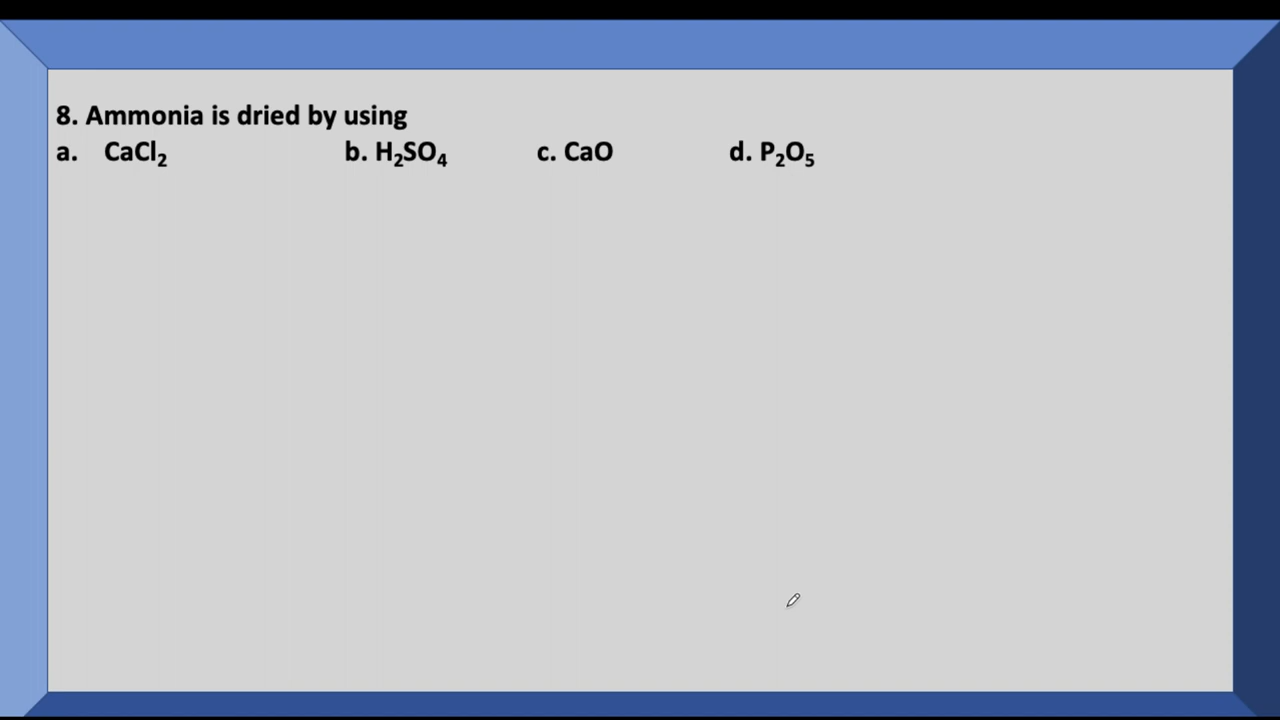 8. Ammonia is dried by using
a. CaCl₂ b. H₂SO₄ c. CaO d. P₂O₅